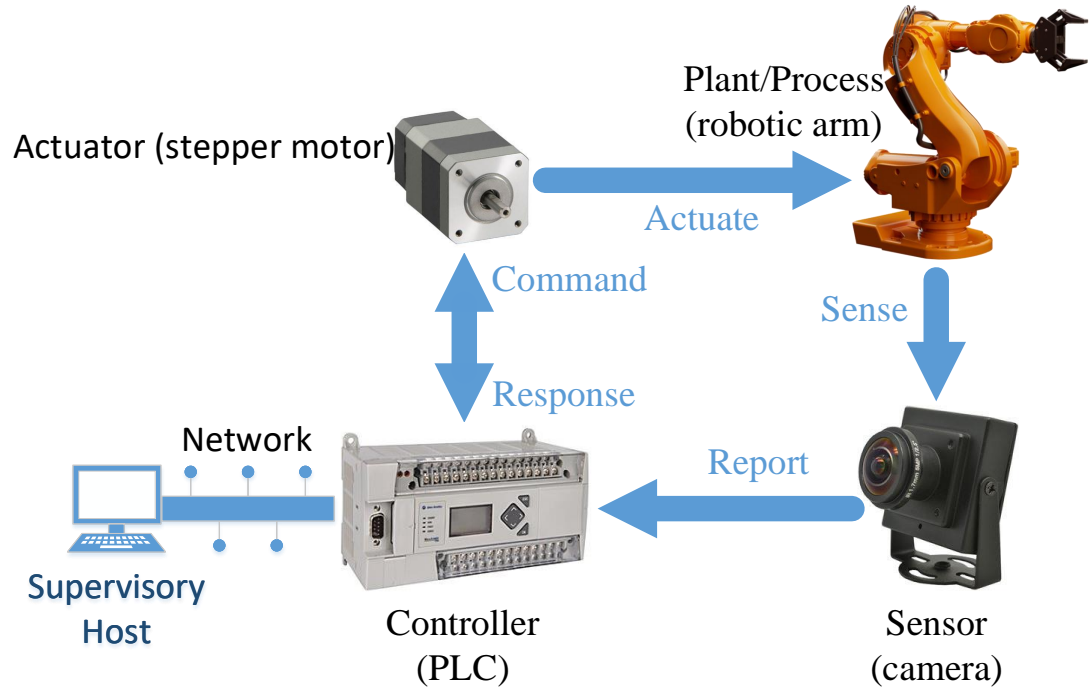 Plant/Process
(robotic arm)
Actuator (stepper motor)
Actuate
Command
Sense
Response
Network
Report
Supervisory
Host
Controller
(PLC)
Sensor
(camera)